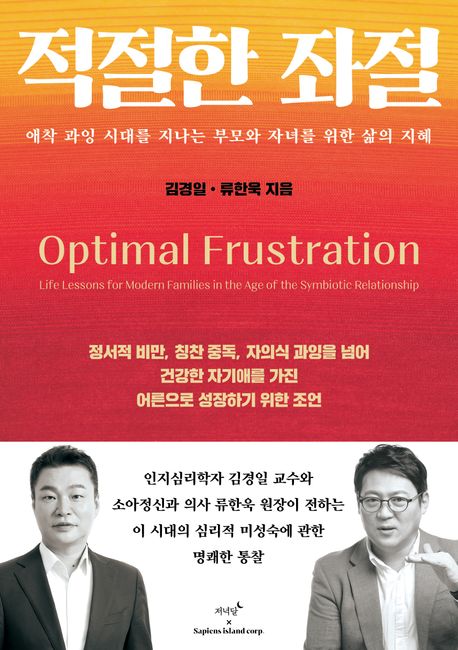 적절한 좌절
애착 과잉 시대를 지나는 부모와 자녀를 위한 삶의 지혜
김경일 • 류한욱 지음
Optimal Frustration
Life Lessons for Modern Families in the Age of the Symbiotic Relationship
정서적 비만, 칭찬 중독, 자의식 과잉을 넘어
건강한 자기애를 가진
어른으로 성장하기 위한 조언
인지심리학자 김경일 교수와
소아정신과 의사 류한욱 원장이 전하는
이 시대의 심리적 미성숙에 관한
명쾌한 통찰
저녁달
×
Sapiens island corp.